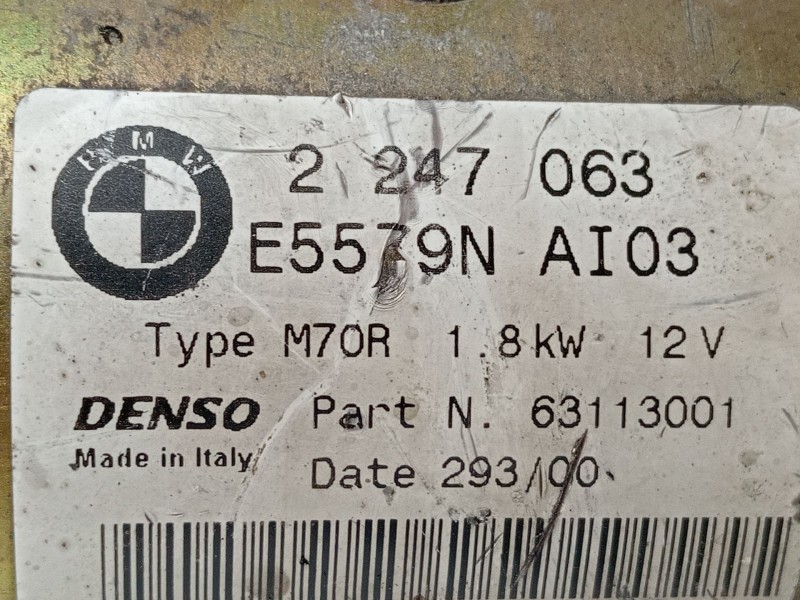 BMW
2 247 063
E5579N AI03
Type M70R 1.8kW 12V
DENSO Part N. 63113001
Made in Italy
Date 293/00